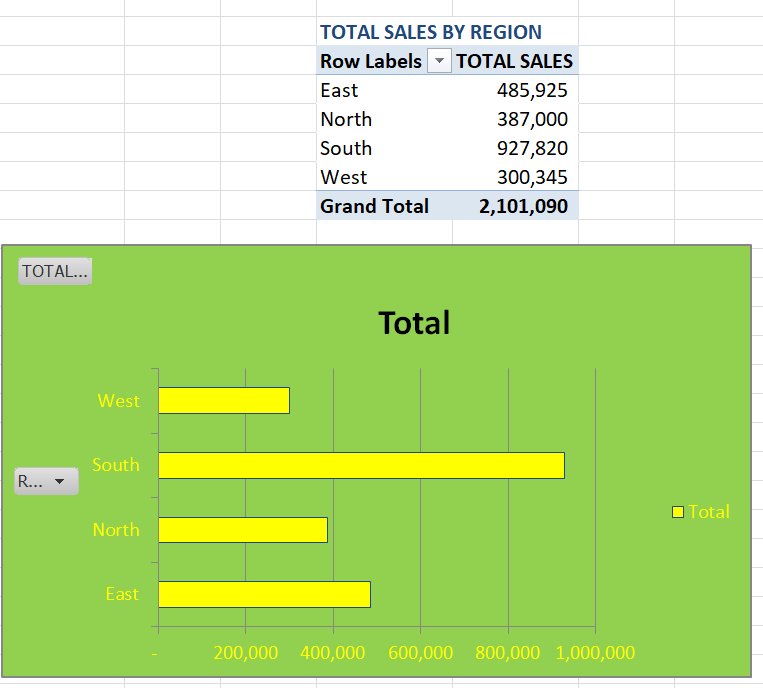 TOTAL SALES BY REGION
Row Labels TOTAL SALES
East 485,925
North 387,000
South 927,820
West 300,345
Grand Total 2,101,090
TOTAL...
Total
West
South
R...
North
East
Total
- 200,000 400,000 600,000 800,000 1,000,000